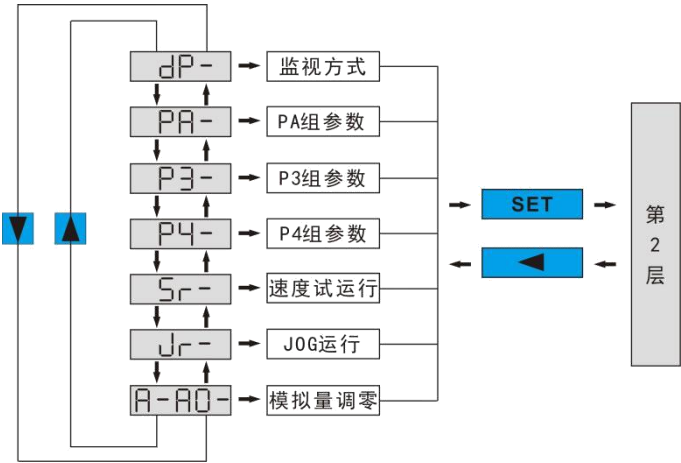 dP-
监视方式
PA-
PA组参数
P3-
P3组参数
P4-
P4组参数
Sr-
速度试运行
Jr-
JOG运行
A-A0-
模拟量调零
SET
第
2
层